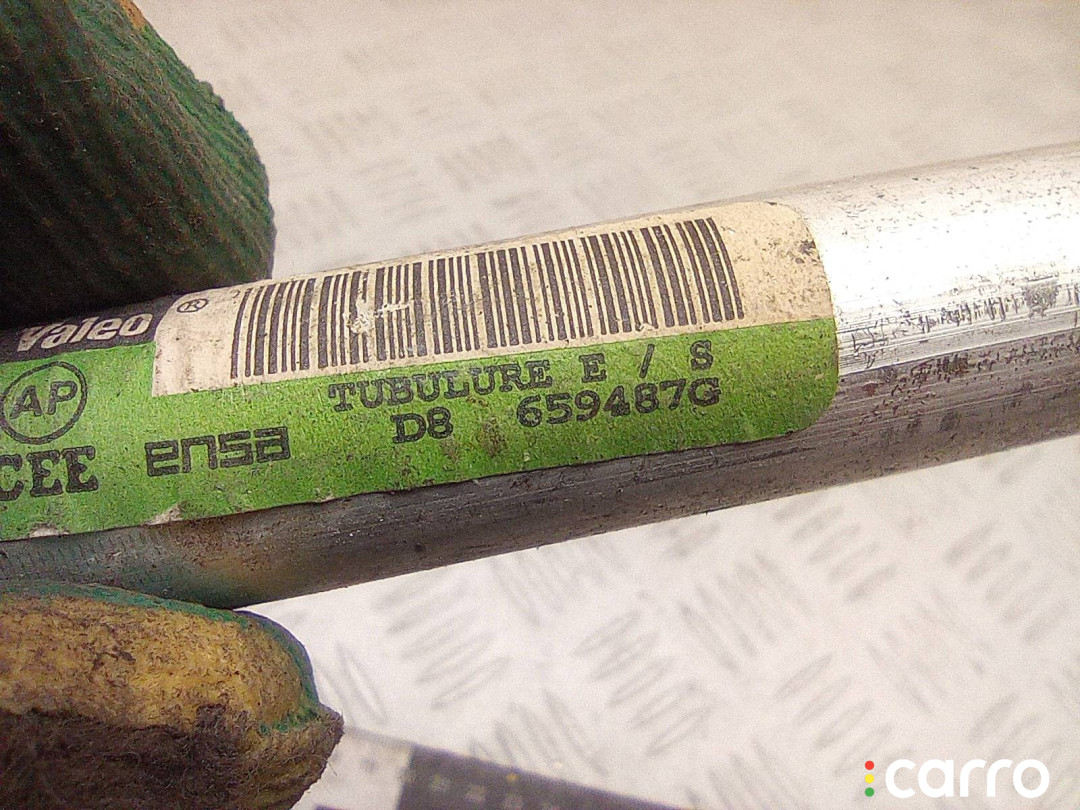 Valeo ®
TUBULURE E / S
AP
D8 659487G
CEE ensa
carro